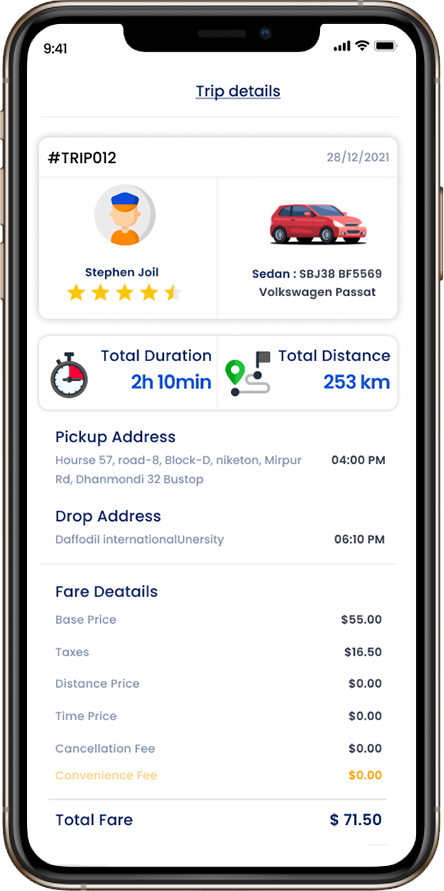 9:41
Trip details
#TRIP012 28/12/2021
Stephen Joil
Sedan : SBJ38 BF5569
Volkswagen Passat
Total Duration
2h 10min
Total Distance
253 km
Pickup Address
Hourse 57, road-8, Block-D, niketon, Mirpur 04:00 PM
Rd, Dhanmondi 32 Bustop
Drop Address
Daffodil internationalUnersity 06:10 PM
Fare Deatails
Base Price $55.00
Taxes $16.50
Distance Price $0.00
Time Price $0.00
Cancellation Fee $0.00
Convenience Fee $0.00
Total Fare $ 71.50